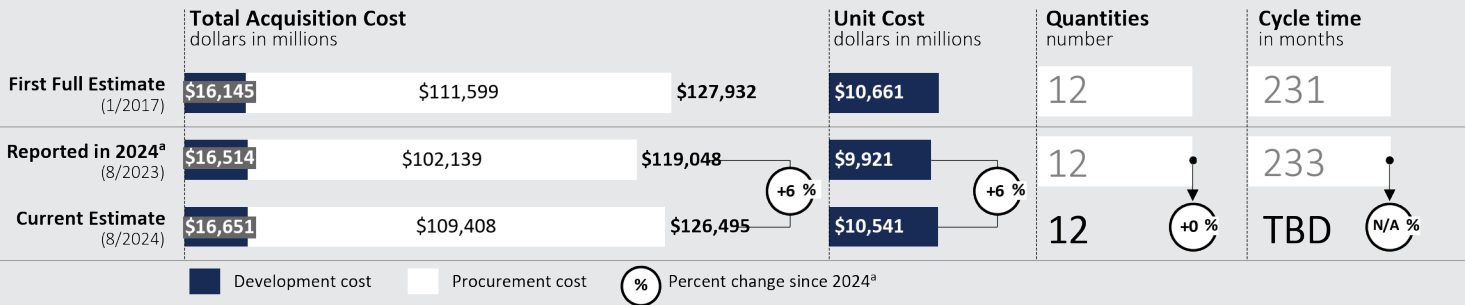 Total Acquisition Cost
dollars in millions
Unit Cost
dollars in millions
Quantities
number
Cycle time
in months
First Full Estimate
(1/2017)
$16,145 $111,599 $127,932 $10,661 12 231
Reported in 2024ᵃ
(8/2023)
$16,514 $102,139 $119,048 $9,921 12 233
+6 % +6 %
Current Estimate
(8/2024)
$16,651 $109,408 $126,495 $10,541 12 +0 % TBD N/A %
Development cost Procurement cost % Percent change since 2024ᵃ